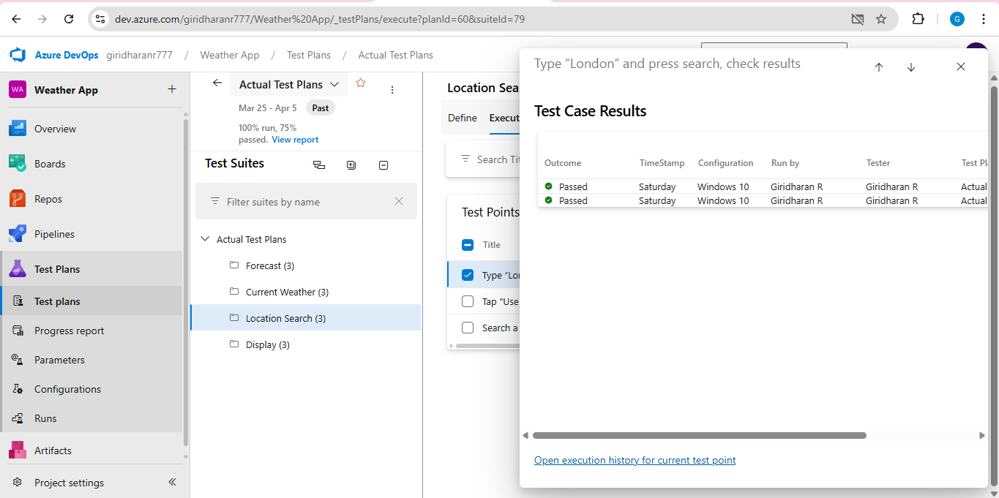 dev.azure.com/giridharanr777/Weather%20App/_testPlans/execute?planId=60&suiteId=79
G
Azure DevOps giridharanr777 / Weather App / Test Plans / Actual Test Plans
WA Weather App
Overview
Boards
Repos
Pipelines
Test Plans
Test plans
Progress report
Parameters
Configurations
Runs
Artifacts
Project settings
Actual Test Plans
Mar 25 - Apr 5 Past
100% run, 75%
passed. View report
Test Suites
Filter suites by name
Actual Test Plans
Forecast (3)
Current Weather (3)
Location Search (3)
Display (3)
Location Sea
Define Execut
Search Tit
Test Points
Title
Type “Lon
Tap "Use
Search a
Type “London” and press search, check results
Test Case Results
Outcome TimeStamp Configuration Run by Tester Test Pl
Passed Saturday Windows 10 Giridharan R Giridharan R Actual
Passed Saturday Windows 10 Giridharan R Giridharan R Actual
Open execution history for current test point